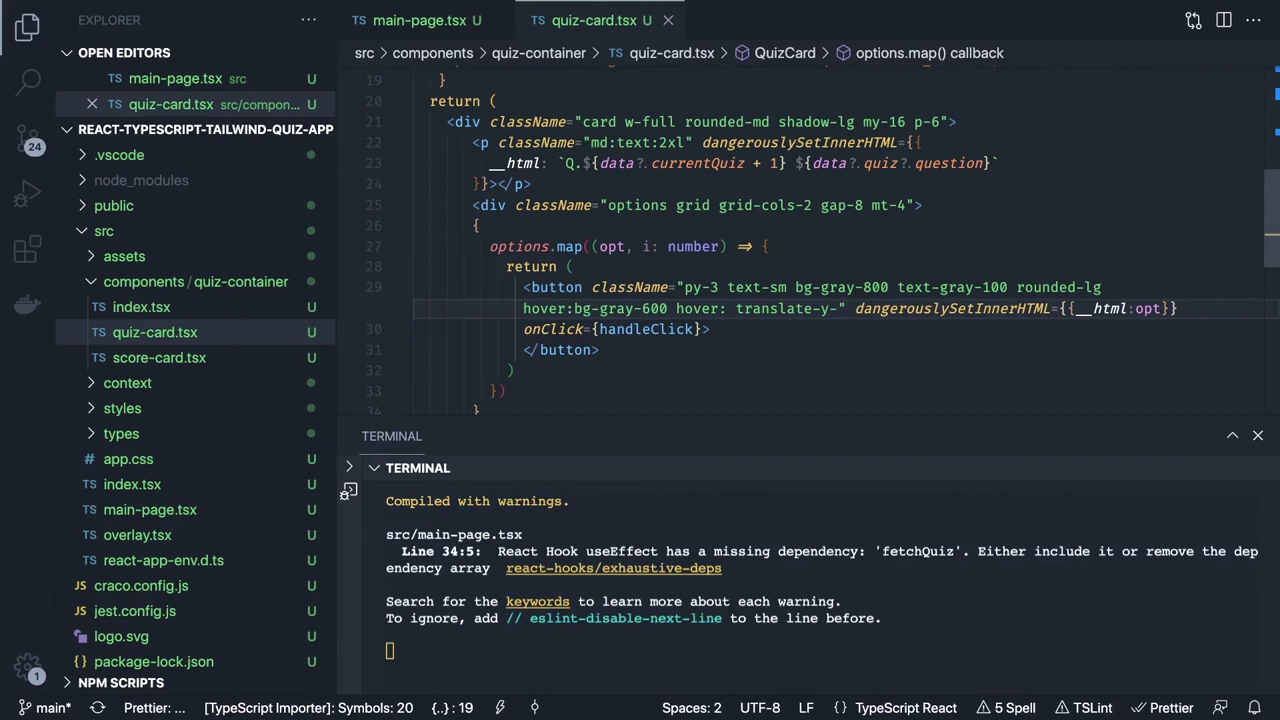 EXPLORER
OPEN EDITORS
TS main-page.tsx src U
quiz-card.tsx src/compon... U
REACT-TYPESCRIPT-TAILWIND-QUIZ-APP
.vscode
node_modules
public
src
assets
components/quiz-container
TS index.tsx U
TS quiz-card.tsx U
TS score-card.tsx U
context
styles
types
# app.css U
TS index.tsx U
TS main-page.tsx U
TS overlay.tsx U
TS react-app-env.d.ts U
JS craco.config.js U
JS jest.config.js U
logo.svg U
{} package-lock.json U
NPM SCRIPTS
24
1
TS main-page.tsx U
TS quiz-card.tsx U
src > components > quiz-container > TS quiz-card.tsx > QuizCard > options.map() callback
19 }
20 return (
21 <div className="card w-full rounded-md shadow-lg my-16 p-6">
22 <p className="md:text:2xl" dangerouslySetInnerHTML={{
23 __html: `Q.${data?.currentQuiz + 1} ${data?.quiz?.question}`
24 }}></p>
25 <div className="options grid grid-cols-2 gap-8 mt-4">
26 {
27 options.map((opt, i: number) => {
28 return (
29 <button className="py-3 text-sm bg-gray-800 text-gray-100 rounded-lg
hover:bg-gray-600 hover: translate-y-" dangerouslySetInnerHTML={{__html:opt}}
30 onClick={handleClick}>
31 </button>
32 )
33 })
34 }
TERMINAL
TERMINAL
Compiled with warnings.
src/main-page.tsx
Line 34:5: React Hook useEffect has a missing dependency: 'fetchQuiz'. Either include it or remove the dep
endency array react-hooks/exhaustive-deps
Search for the keywords to learn more about each warning.
To ignore, add // eslint-disable-next-line to the line before.
main* Prettier: ... [TypeScript Importer]: Symbols: 20 {..} : 19 Spaces: 2 UTF-8 LF {} TypeScript React 5 Spell TSLint Prettier